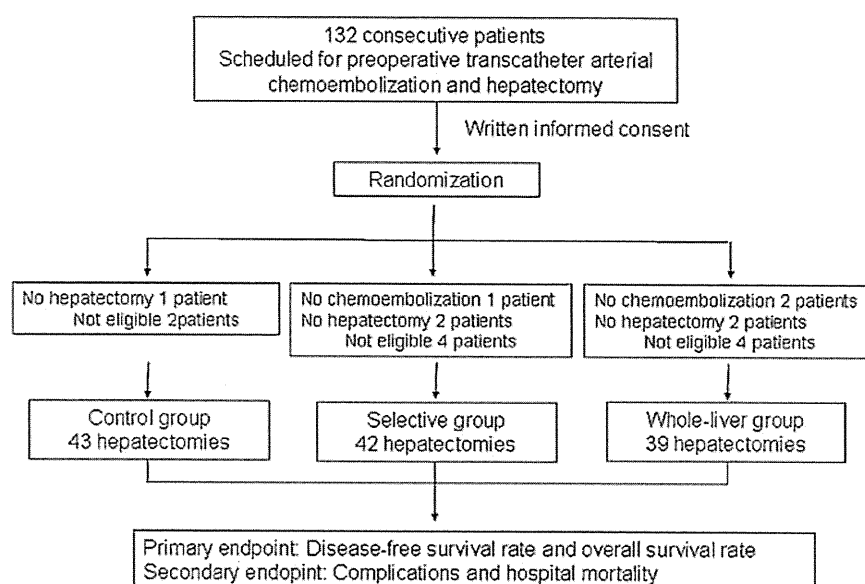 132 consecutive patients
Scheduled for preoperative transcatheter arterial
chemoembolization and hepatectomy
Written informed consent
Randomization
No hepatectomy 1 patient
Not eligible 2patients
No chemoembolization 1 patient
No hepatectomy 2 patients
Not eligible 4 patients
No chemoembolization 2 patients
No hepatectomy 2 patients
Not eligible 4 patients
Control group
43 hepatectomies
Selective group
42 hepatectomies
Whole-liver group
39 hepatectomies
Primary endpoint: Disease-free survival rate and overall survival rate
Secondary endopint: Complications and hospital mortality